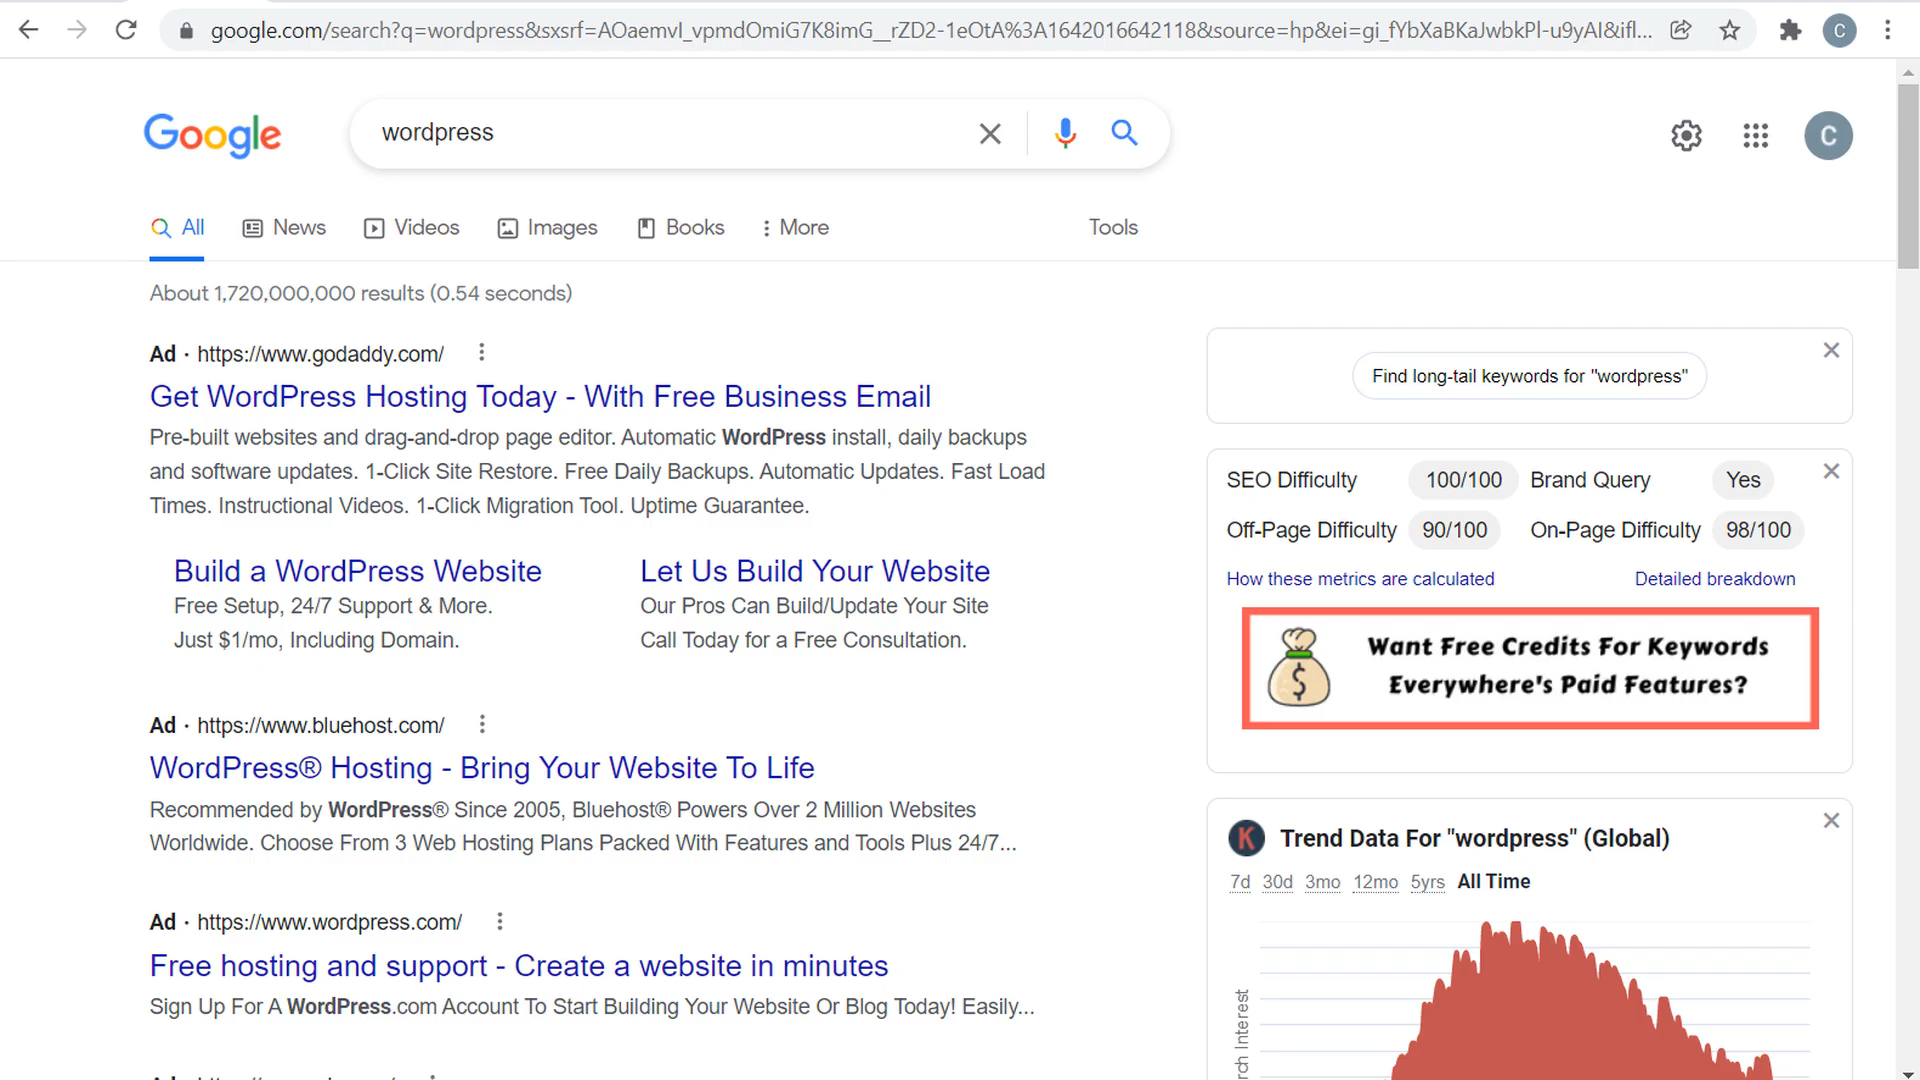 google.com/search?q=wordpress&sxsrf=AOaemvI_vpmdOmiG7K8imG__rZD2-1eOtA%3A1642016642118&source=hp&ei=gi_fYbXaBKaJwbkPl-u9yAI&ifl...
C
Google
wordpress
C
All
News
Videos
Images
Books
More
Tools
About 1,720,000,000 results (0.54 seconds)
Ad · https://www.godaddy.com/
Get WordPress Hosting Today - With Free Business Email
Pre-built websites and drag-and-drop page editor. Automatic WordPress install, daily backups
and software updates. 1-Click Site Restore. Free Daily Backups. Automatic Updates. Fast Load
Times. Instructional Videos. 1-Click Migration Tool. Uptime Guarantee.
Build a WordPress Website
Free Setup, 24/7 Support & More.
Just $1/mo, Including Domain.
Let Us Build Your Website
Our Pros Can Build/Update Your Site
Call Today for a Free Consultation.
Ad · https://www.bluehost.com/
WordPress® Hosting - Bring Your Website To Life
Recommended by WordPress® Since 2005, Bluehost® Powers Over 2 Million Websites
Worldwide. Choose From 3 Web Hosting Plans Packed With Features and Tools Plus 24/7...
Ad · https://www.wordpress.com/
Free hosting and support - Create a website in minutes
Sign Up For A WordPress.com Account To Start Building Your Website Or Blog Today! Easily...
Find long-tail keywords for "wordpress"
SEO Difficulty 100/100 Brand Query Yes
Off-Page Difficulty 90/100 On-Page Difficulty 98/100
How these metrics are calculated Detailed breakdown
$
Want Free Credits For Keywords
Everywhere's Paid Features?
K Trend Data For "wordpress" (Global)
7d 30d 3mo 12mo 5yrs All Time
rch Interest